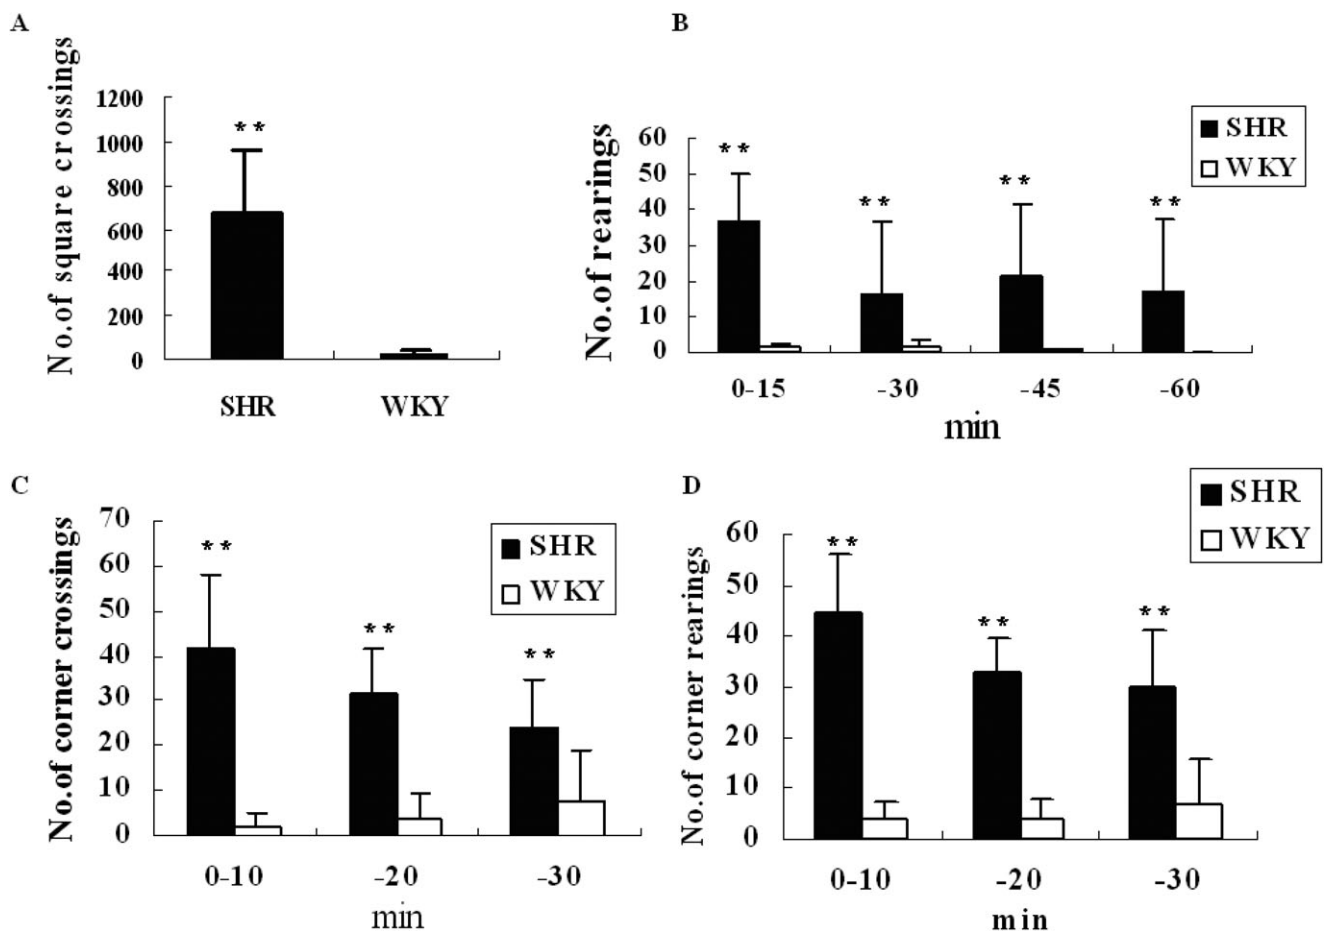 A
No.of square crossings
1200
1000
800
600
400
200
0
**
SHR
WKY
B
No.of rearings
60
50
40
30
20
10
0
**
**
**
**
SHR
WKY
0-15
-30
-45
-60
min
C
No.of corner crossings
70
60
50
40
30
20
10
0
**
**
**
SHR
WKY
0-10
-20
-30
min
D
No.of corner rearings
60
50
40
30
20
10
0
**
**
**
SHR
WKY
0-10
-20
-30
min